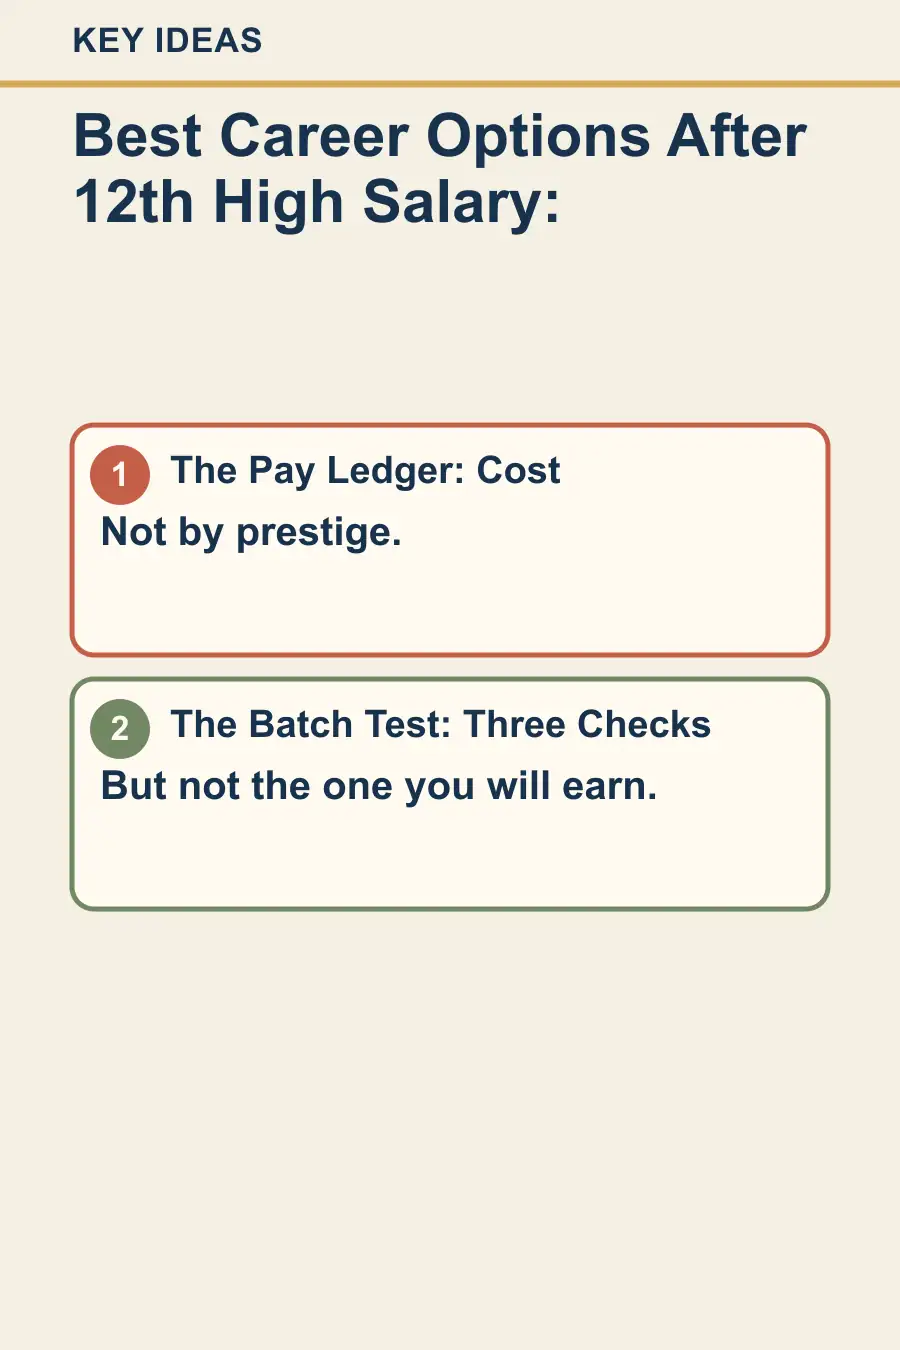 KEY IDEAS
Best Career Options After
12th High Salary:
1 The Pay Ledger: Cost
Not by prestige.
2 The Batch Test: Three Checks
But not the one you will earn.